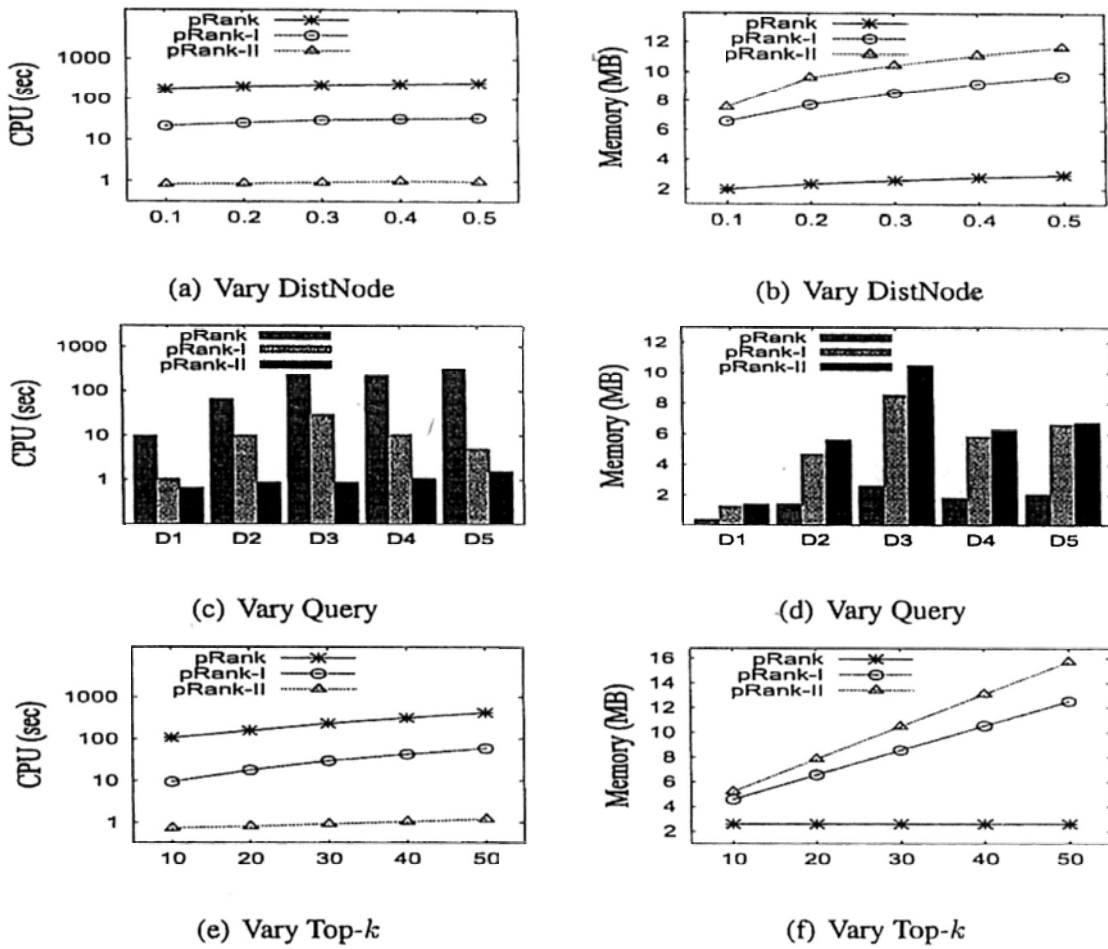 pRank
pRank-I
pRank-II
1000
100
10
1
CPU (sec)
0.1 0.2 0.3 0.4 0.5
(a) Vary DistNode
pRank
pRank-I
pRank-II
12
10
8
6
4
2
Memory (MB)
0.1 0.2 0.3 0.4 0.5
(b) Vary DistNode
pRank
pRank-I
pRank-II
1000
100
10
1
CPU (sec)
D1 D2 D3 D4 D5
(c) Vary Query
pRank
pRank-I
pRank-II
12
10
8
6
4
2
Memory (MB)
D1 D2 D3 D4 D5
(d) Vary Query
pRank
pRank-I
pRank-II
1000
100
10
1
CPU (sec)
10 20 30 40 50
(e) Vary Top-k
pRank
pRank-I
pRank-II
16
14
12
10
8
6
4
2
Memory (MB)
10 20 30 40 50
(f) Vary Top-k